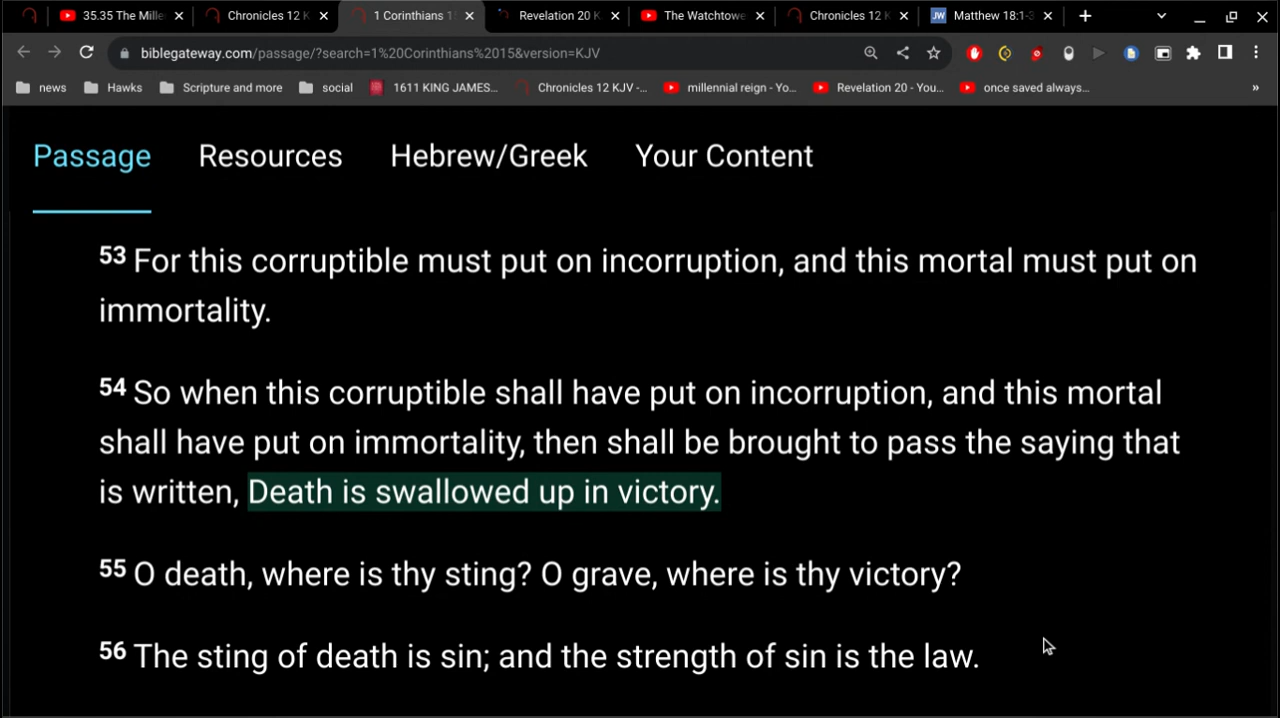 35.35 The Mille
Chronicles 12 K
1 Corinthians 1
Revelation 20 K
The Watchtowe
Chronicles 12 K
JW Matthew 18:1-3
biblegateway.com/passage/?search=1%20Corinthians%2015&version=KJV
news Hawks Scripture and more social 1611 KING JAMES... Chronicles 12 KJV -... millennial reign - Yo... Revelation 20 - You... once saved always... »
Passage Resources Hebrew/Greek Your Content
53 For this corruptible must put on incorruption, and this mortal must put on
immortality.
54 So when this corruptible shall have put on incorruption, and this mortal
shall have put on immortality, then shall be brought to pass the saying that
is written, Death is swallowed up in victory.
55 O death, where is thy sting? O grave, where is thy victory?
56 The sting of death is sin; and the strength of sin is the law.